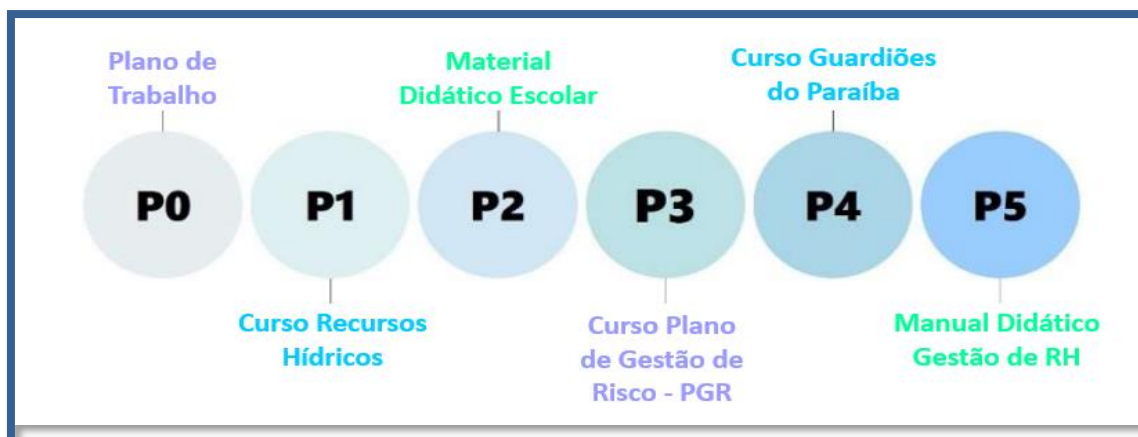 Plano de
Trabalho
Material
Didático Escolar
Curso Guardiões
do Paraíba
P0
P1
P2
P3
P4
P5
Curso Recursos
Hídricos
Curso Plano
de Gestão de
Risco - PGR
Manual Didático
Gestão de RH